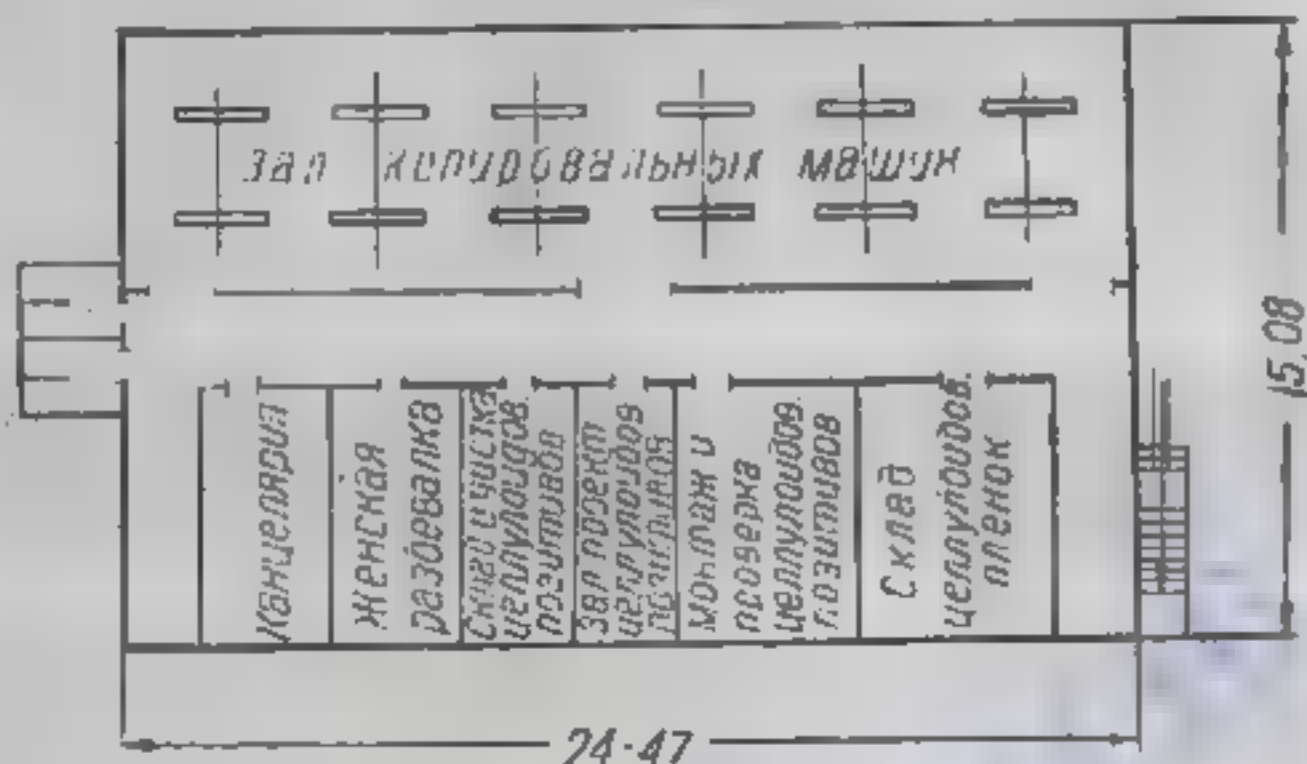 Зал копировальных машин
15,08
Канцелярия
Женская
раздевалка
Склад и чистка
целлулоидов.
позитивов
Зал проекц
целлулоидов
позитивов
Монтаж и
проверка
целлулоидов.
позитивов
Склад
целлулоидов.
пленок
24·47